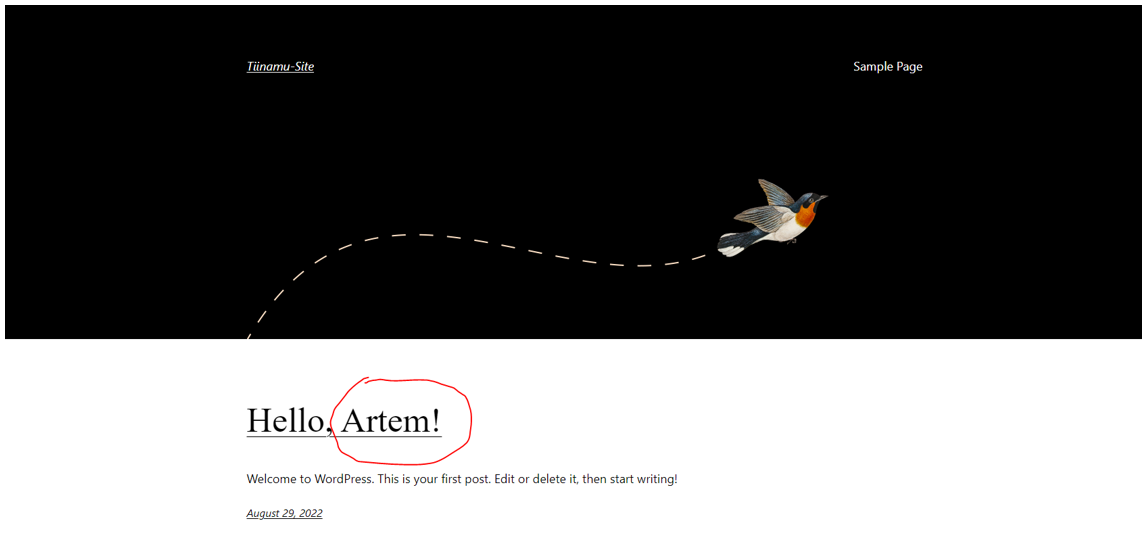 Tiinamu-Site
Sample Page
Hello, Artem!
Welcome to WordPress. This is your first post. Edit or delete it, then start writing!
August 29, 2022